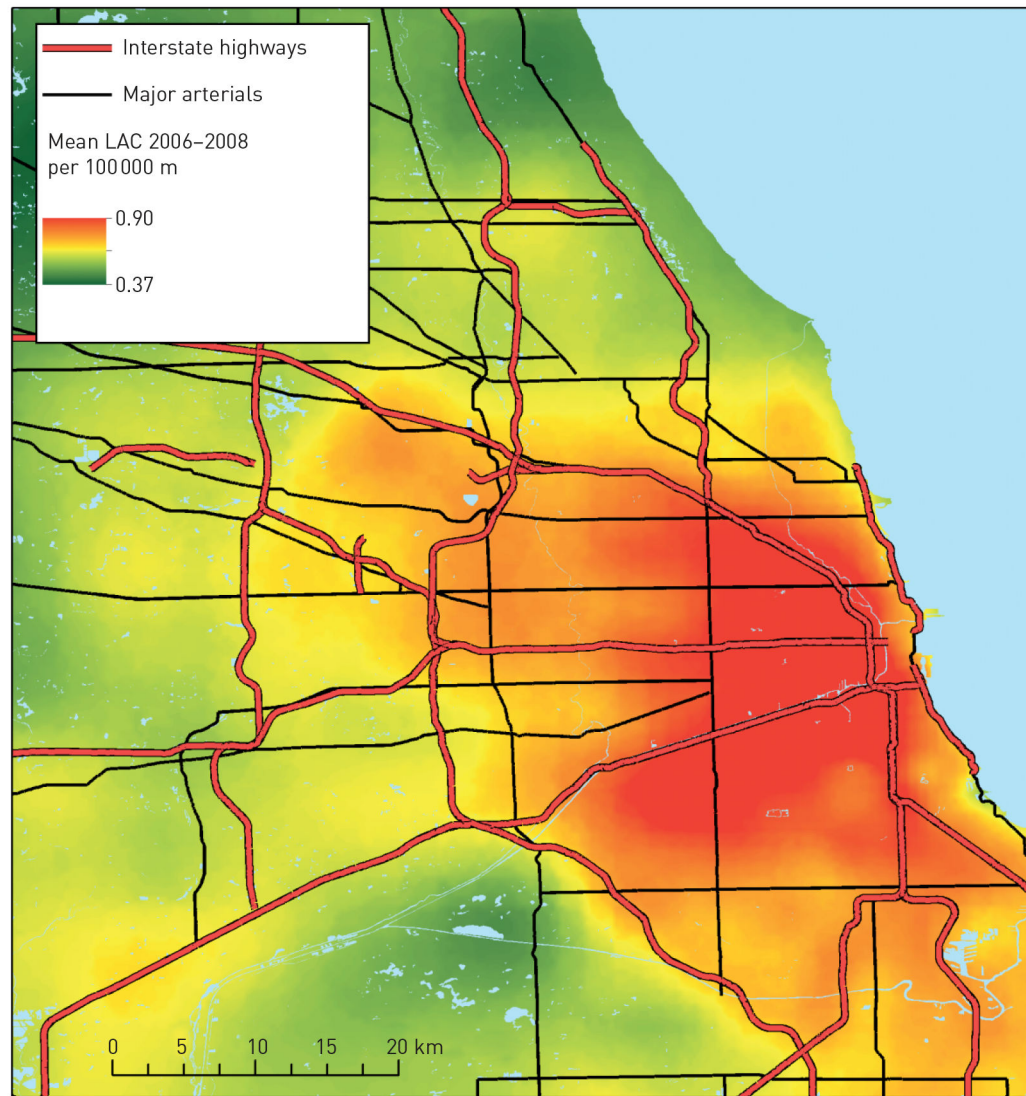 Interstate highways
Major arterials
Mean LAC 2006–2008
per 100 000 m
0.90
0.37
0 5 10 15 20 km